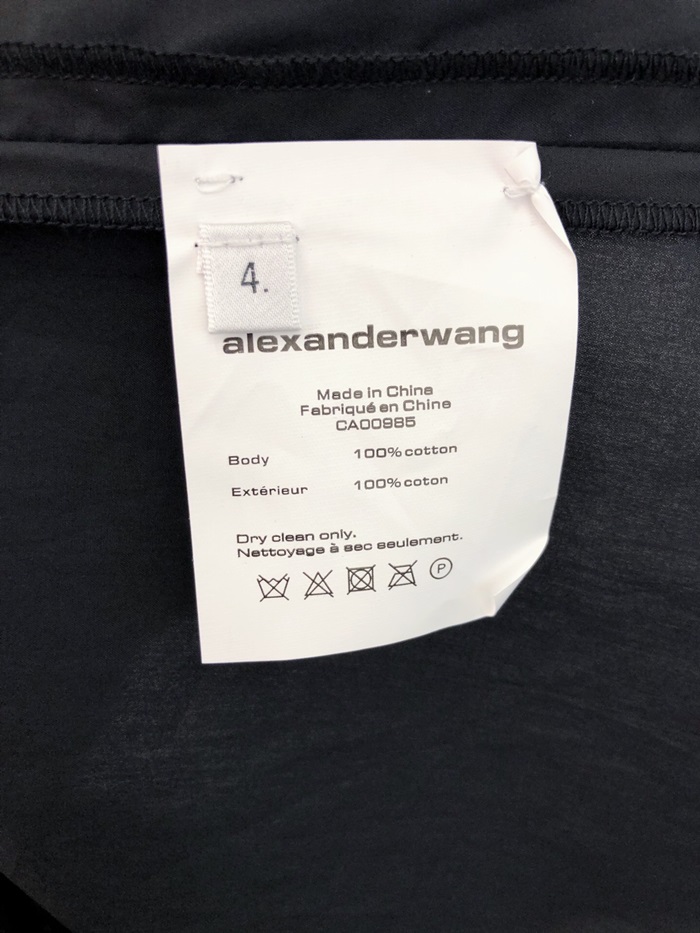 4.
alexanderwang
Made in China
Fabriqué en Chine
CA00985
Body 100% cotton
Extérieur 100% coton
Dry clean only.
Nettoyage à sec seulement.
P